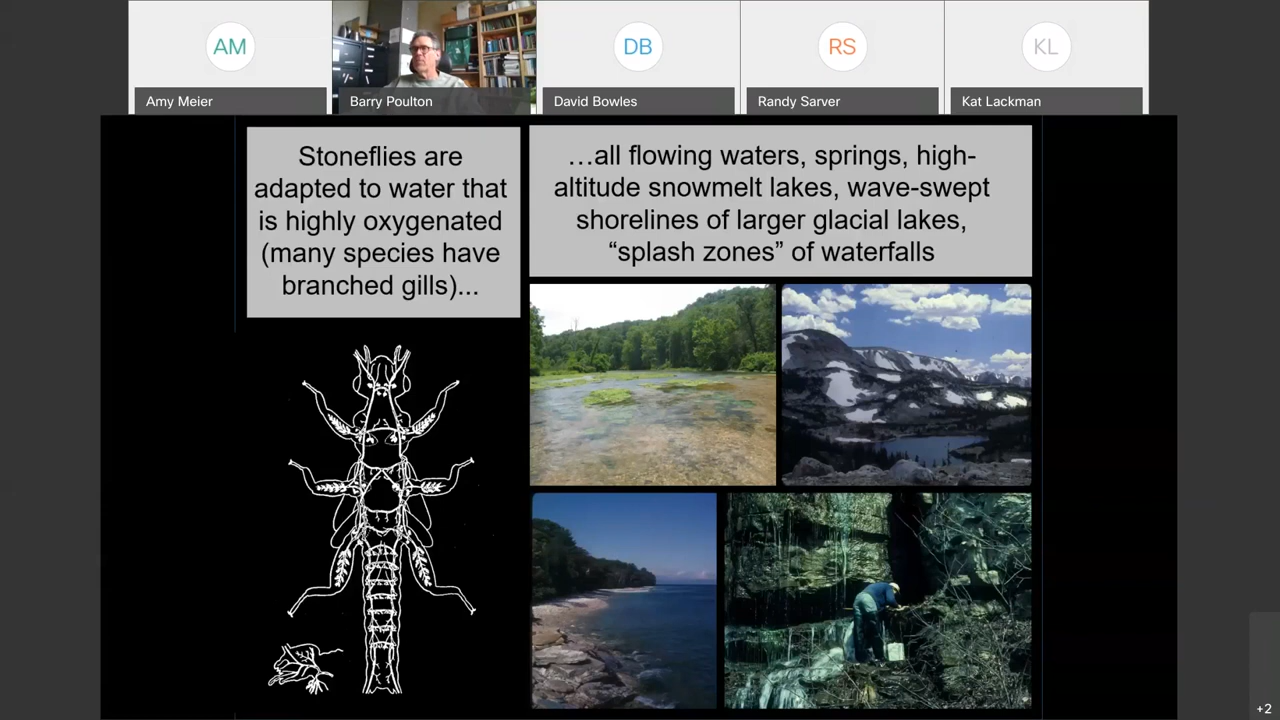 AM
Amy Meier
Barry Poulton
DB
David Bowles
RS
Randy Sarver
KL
Kat Lackman
Stoneflies are
adapted to water that
is highly oxygenated
(many species have
branched gills)...
…all flowing waters, springs, high-
altitude snowmelt lakes, wave-swept
shorelines of larger glacial lakes,
“splash zones” of waterfalls
+2